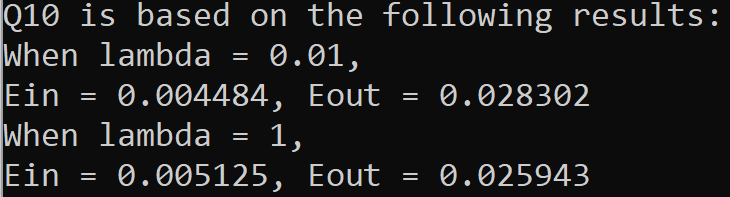 Q10 is based on the following results:
When lambda = 0.01,
Ein = 0.004484, Eout = 0.028302
When lambda = 1,
Ein = 0.005125, Eout = 0.025943